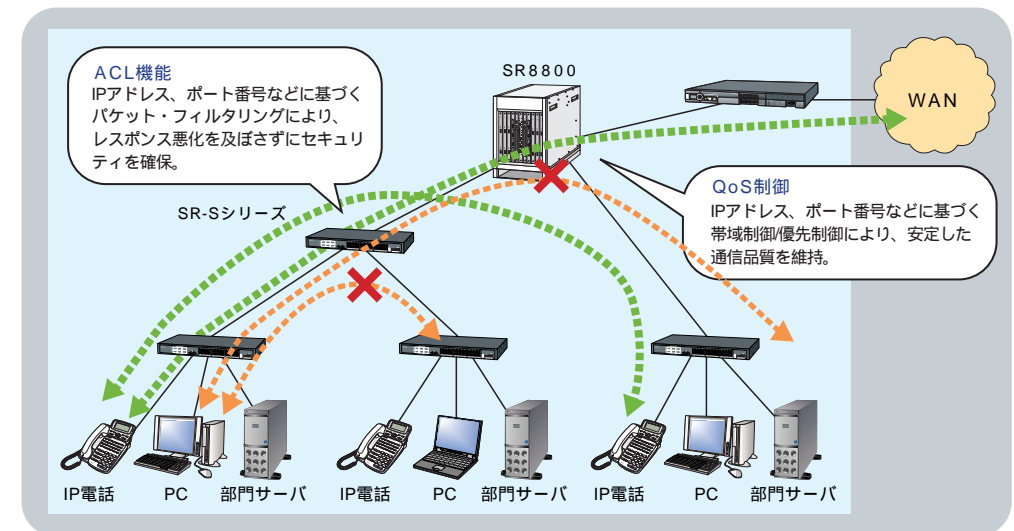 ACL機能
IPアドレス、ポート番号などに基づく
パケット・フィルタリングにより、
レスポンス悪化を及ぼさずにセキュリ
ティを確保。
SR8800
WAN
QoS制御
IPアドレス、ポート番号などに基づく
帯域制御/優先制御により、安定した
通信品質を維持。
SR-Sシリーズ
IP電話 PC 部門サーバ IP電話 PC 部門サーバ IP電話 PC 部門サーバ